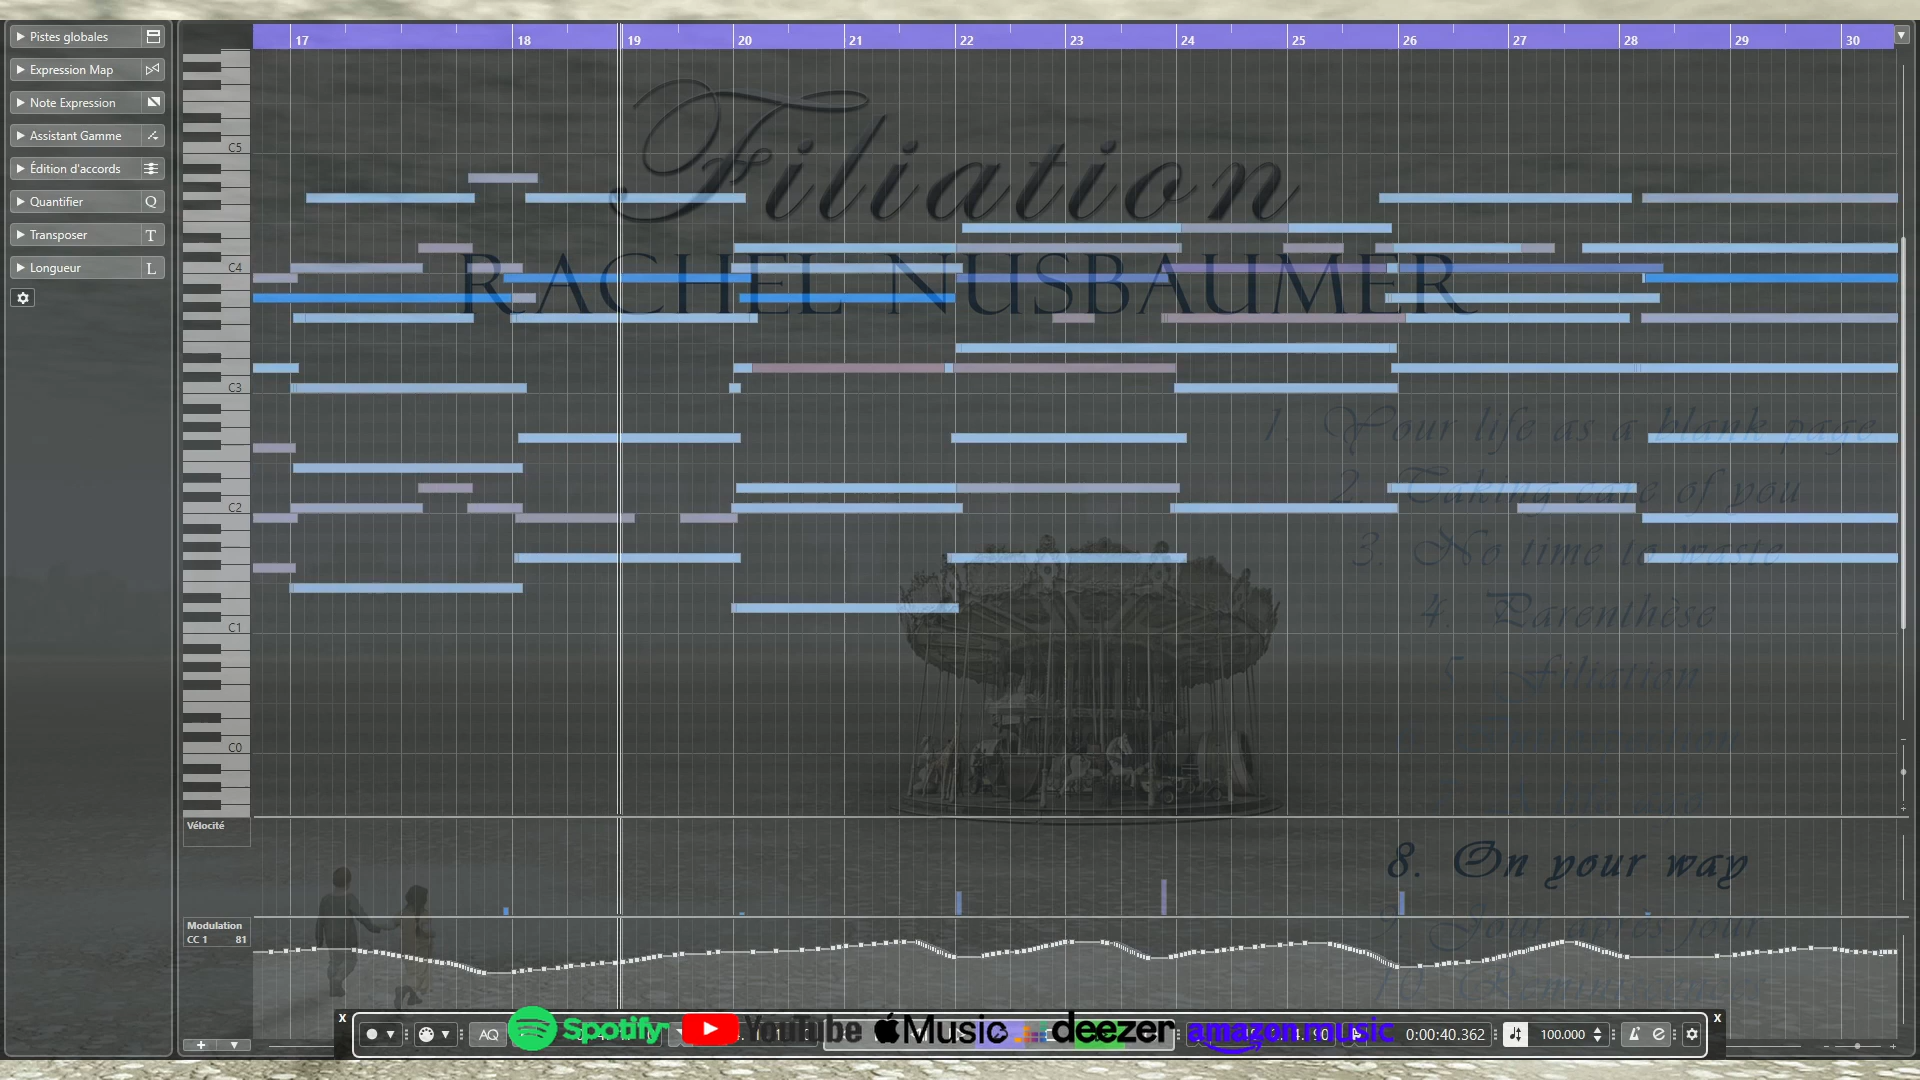 Pistes globales
Expression Map
Note Expression
Assistant Gamme
Édition d'accords
Quantifier Q
Transposer T
Longueur L
17 18 19 20 21 22 23 24 25 26 27 28 29 30
C5
C4
C3
C2
C1
C0
Filiation
RACHEL NUSBAUMER
1. Your life as a blank page
2. Taking care of you
3. No time to waste
4. Parenthèse
5. Filiation
8. On your way
9. Jour après jour
Vélocité
Modulation
CC 1 81
x
x
AQ
Spotify
YouTube
Music
deezer
amazon music
0:00:40.362
100.000